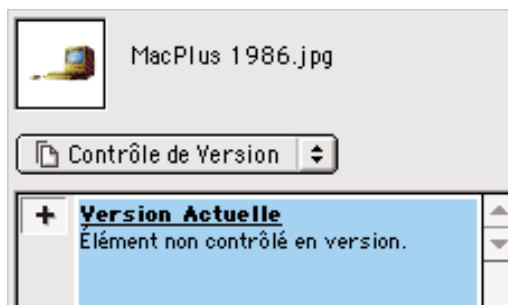 MacPlus 1986.jpg
Contrôle de Version
Version Actuelle
Élément non contrôlé en version.